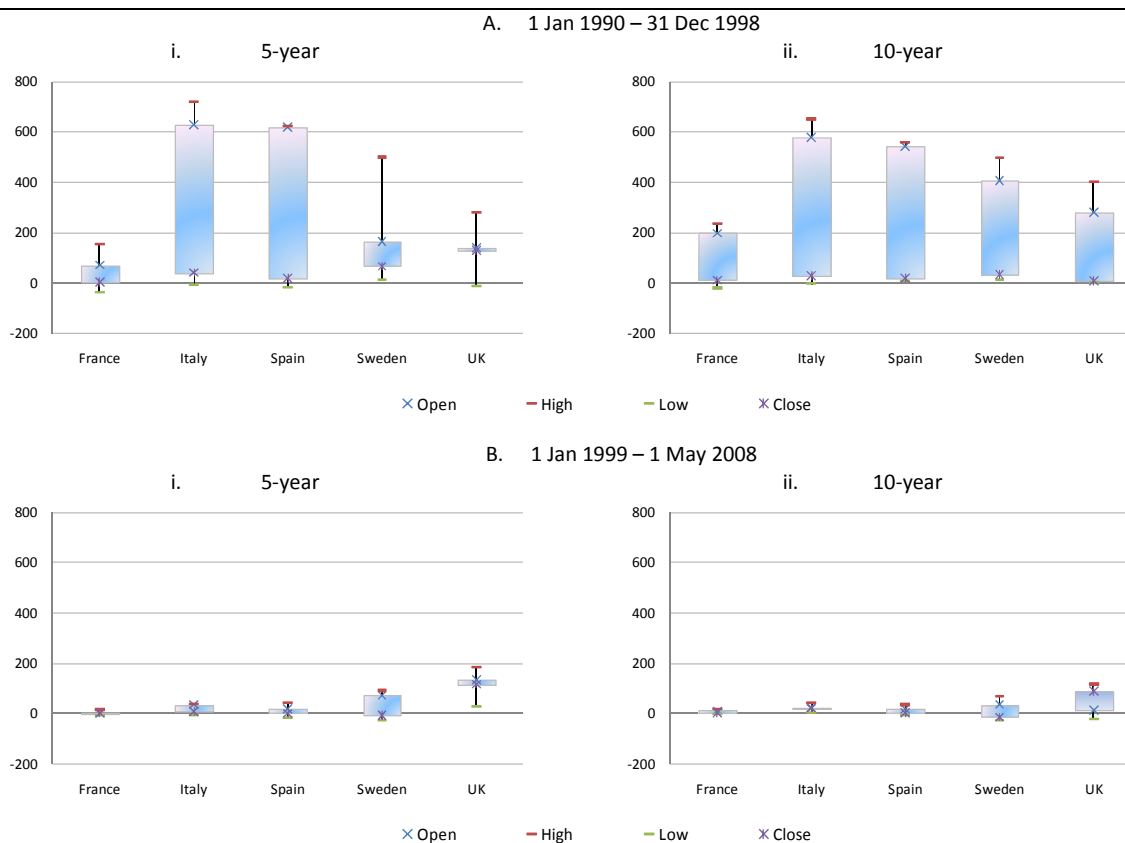 A. 1 Jan 1990 – 31 Dec 1998
i. 5-year
ii. 10-year
800
600
400
200
0
-200
France Italy Spain Sweden UK
800
600
400
200
0
-200
France Italy Spain Sweden UK
Open High Low Close
B. 1 Jan 1999 – 1 May 2008
i. 5-year
ii. 10-year
800
600
400
200
0
-200
France Italy Spain Sweden UK
800
600
400
200
0
-200
France Italy Spain Sweden UK
Open High Low Close